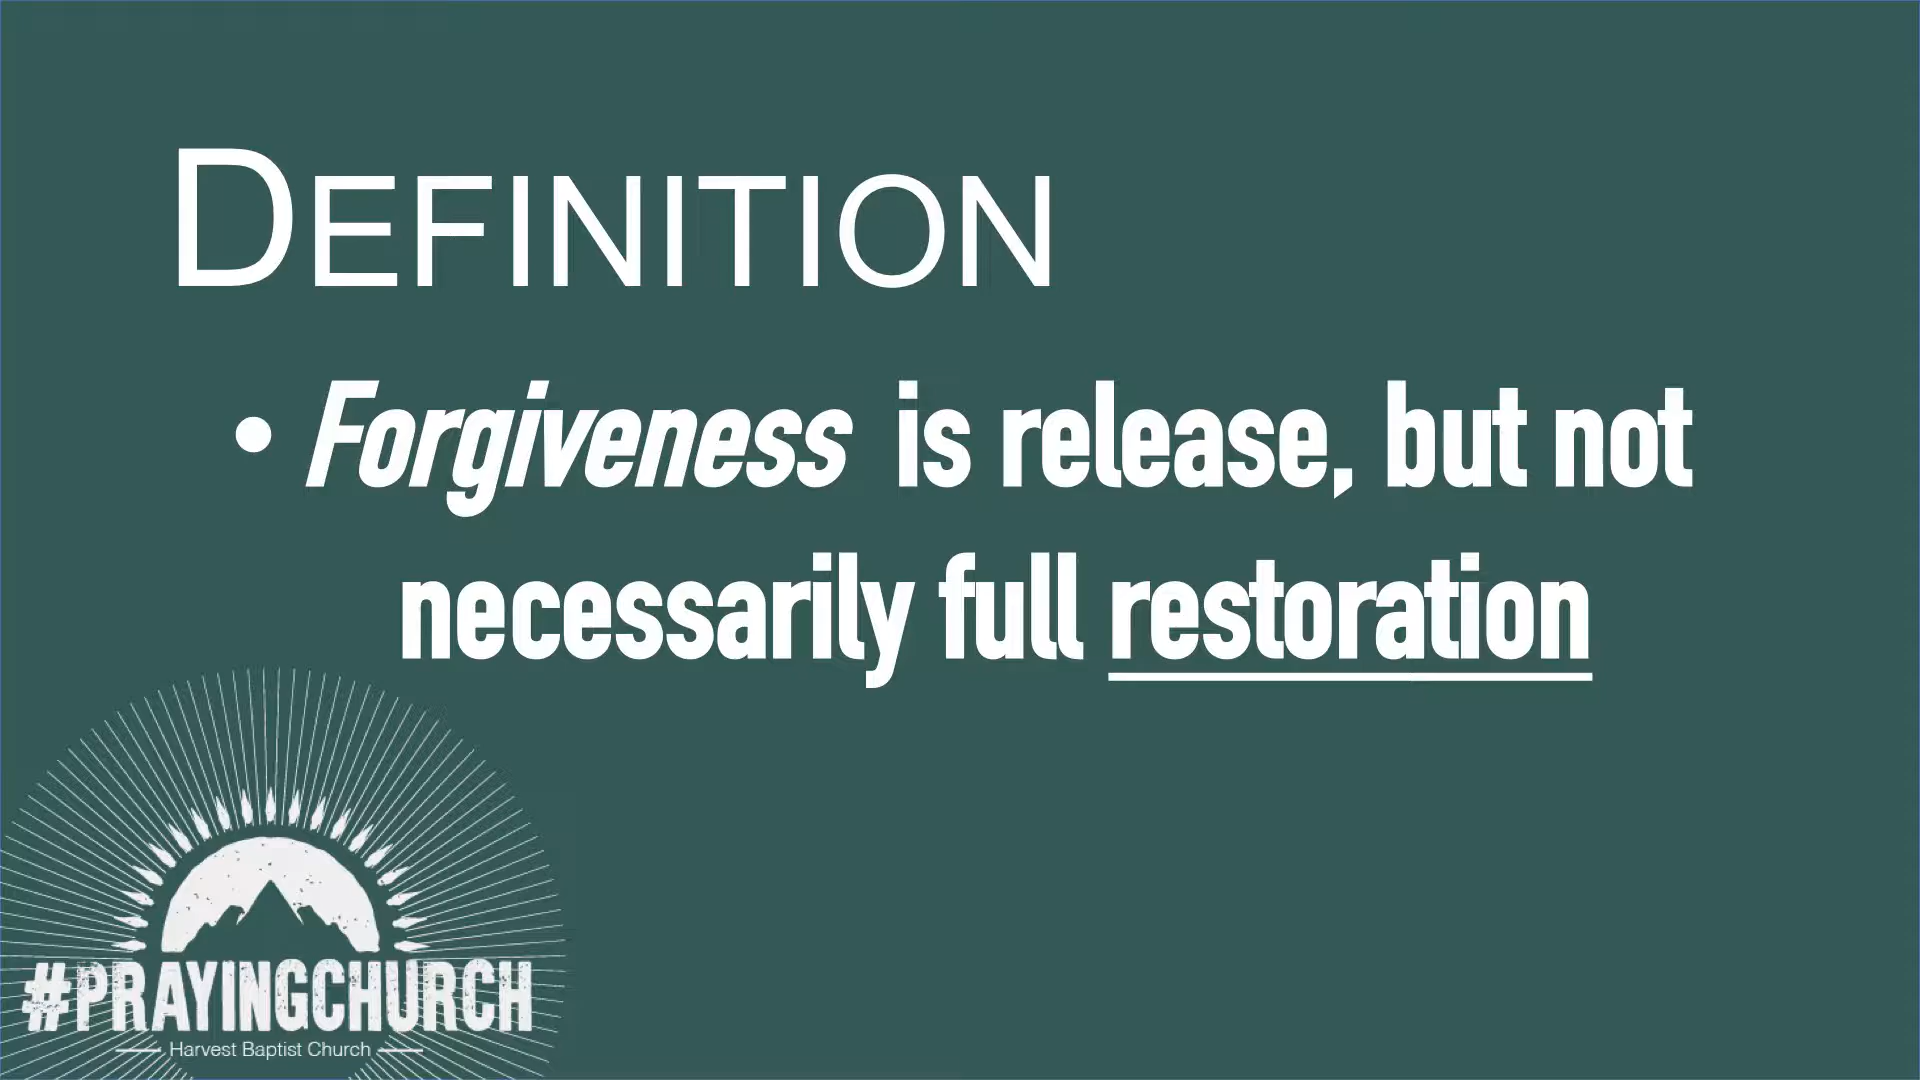 DEFINITION
• Forgiveness is release, but not
necessarily full restoration
#PRAYINGCHURCH
Harvest Baptist Church